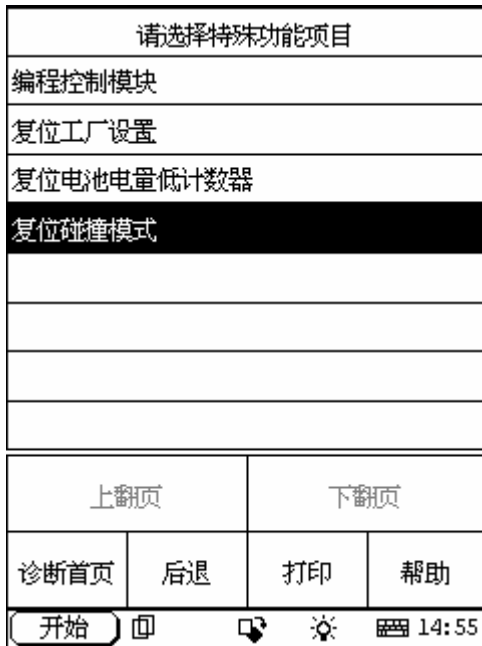 请选择特殊功能项目
编程控制模块
复位工厂设置
复位电池电量低计数器
复位碰撞模式
上翻页 下翻页
诊断首页 后退 打印 帮助
开始 14:55